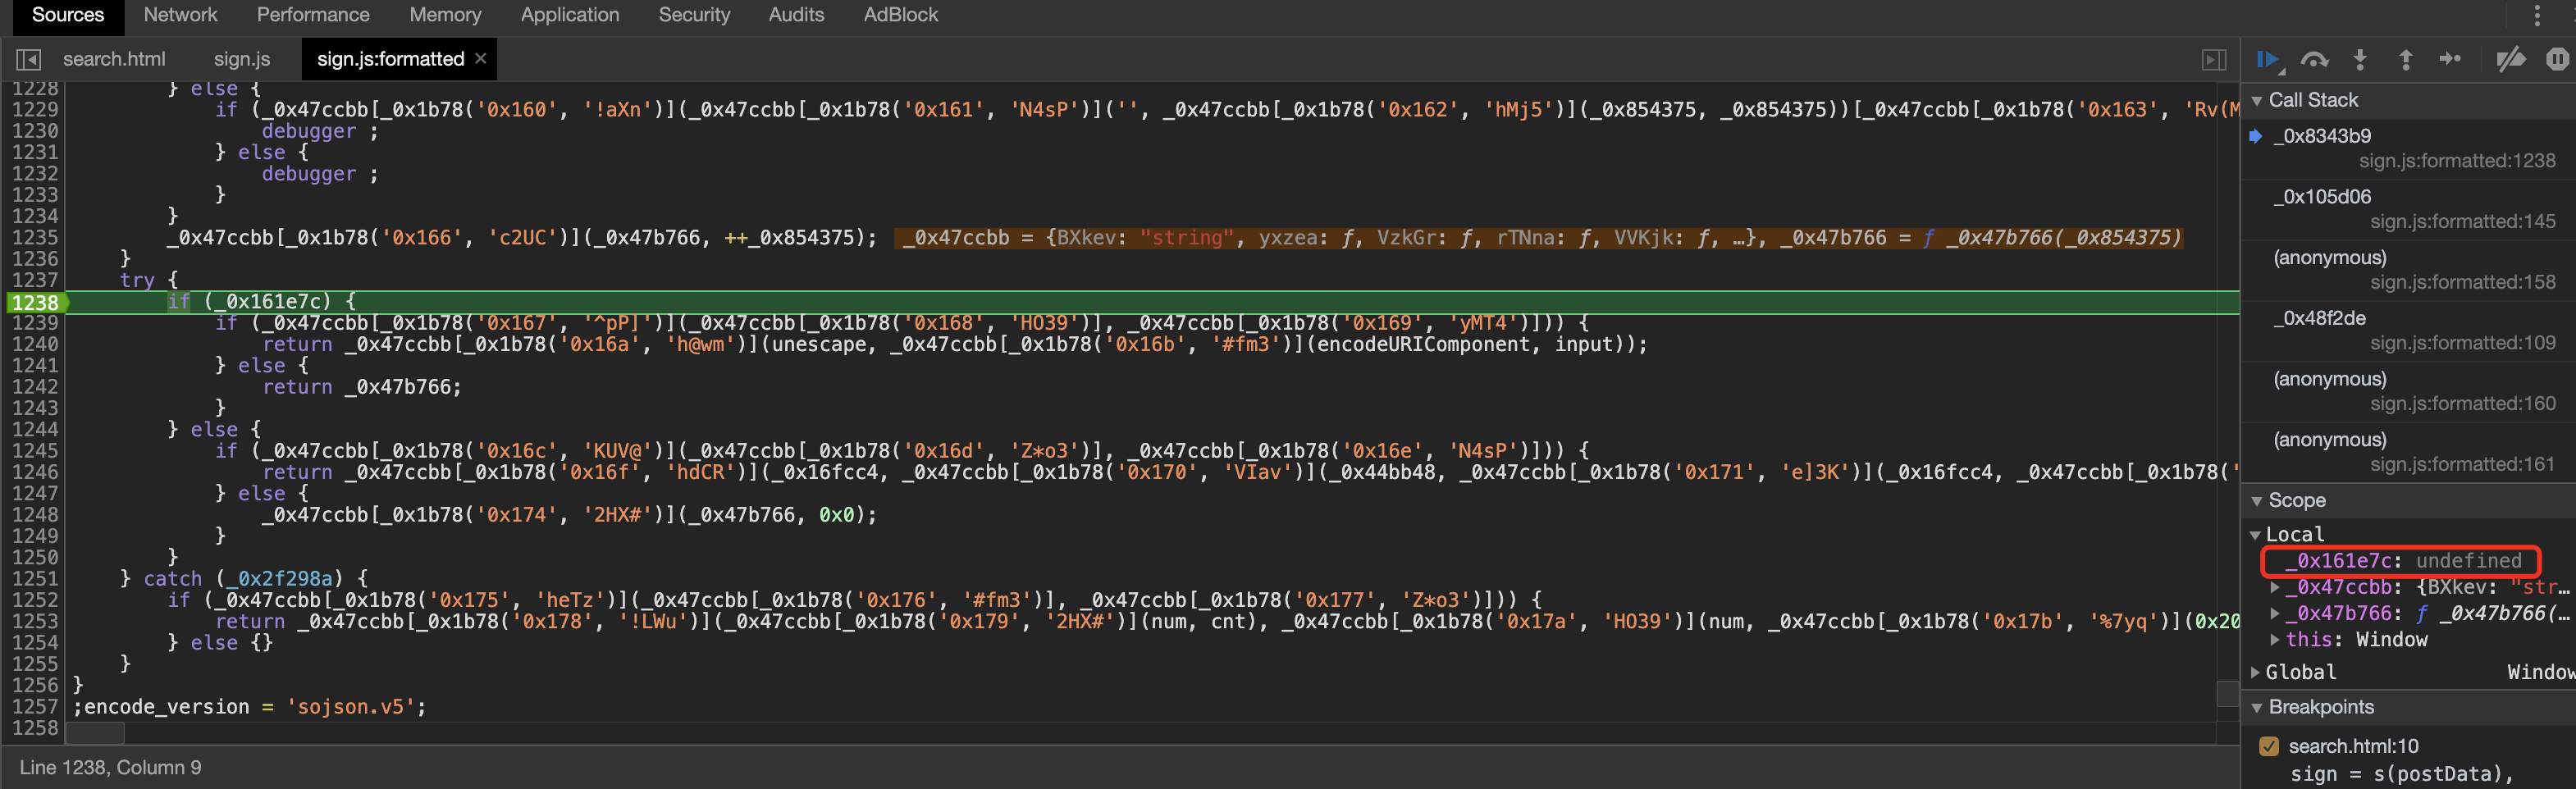 Sources Network Performance Memory Application Security Audits AdBlock
search.html sign.js sign.js:formatted ×
1228 } else {
1229 if (_0x47ccbb[_0x1b78('0x160', '!aXn')](_0x47ccbb[_0x1b78('0x161', 'N4sP')]('', _0x47ccbb[_0x1b78('0x162', 'hMj5')](_0x854375, _0x854375))[_0x47ccbb[_0x1b78('0x163', 'Rv(M
1230 debugger ;
1231 } else {
1232 debugger ;
1233 }
1234 }
1235 _0x47ccbb[_0x1b78('0x166', 'c2UC')](_0x47b766, ++_0x854375); _0x47ccbb = {BXkev: "string", yxzea: ƒ, VzkGr: ƒ, rTNna: ƒ, VVKjk: ƒ, …}, _0x47b766 = ƒ _0x47b766(_0x854375)
1236 }
1237 try {
1238 if (_0x161e7c) {
1239 if (_0x47ccbb[_0x1b78('0x167', '^pP]')](_0x47ccbb[_0x1b78('0x168', 'HO39')], _0x47ccbb[_0x1b78('0x169', 'yMT4')])) {
1240 return _0x47ccbb[_0x1b78('0x16a', 'h@wm')](unescape, _0x47ccbb[_0x1b78('0x16b', '#fm3')](encodeURIComponent, input));
1241 } else {
1242 return _0x47b766;
1243 }
1244 } else {
1245 if (_0x47ccbb[_0x1b78('0x16c', 'KUV@')](_0x47ccbb[_0x1b78('0x16d', 'Z*o3')], _0x47ccbb[_0x1b78('0x16e', 'N4sP')])) {
1246 return _0x47ccbb[_0x1b78('0x16f', 'hdCR')](_0x16fcc4, _0x47ccbb[_0x1b78('0x170', 'VIav')](_0x44bb48, _0x47ccbb[_0x1b78('0x171', 'e]3K')](_0x16fcc4, _0x47ccbb[_0x1b78('
1247 } else {
1248 _0x47ccbb[_0x1b78('0x174', '2HX#')](_0x47b766, 0x0);
1249 }
1250 }
1251 } catch (_0x2f298a) {
1252 if (_0x47ccbb[_0x1b78('0x175', 'heTz')](_0x47ccbb[_0x1b78('0x176', '#fm3')], _0x47ccbb[_0x1b78('0x177', 'Z*o3')])) {
1253 return _0x47ccbb[_0x1b78('0x178', '!LWu')](_0x47ccbb[_0x1b78('0x179', '2HX#')](num, cnt), _0x47ccbb[_0x1b78('0x17a', 'HO39')](num, _0x47ccbb[_0x1b78('0x17b', '%7yq')](0x20
1254 } else {}
1255 }
1256 }
1257 ;encode_version = 'sojson.v5';
1258
Line 1238, Column 9
Call Stack
_0x8343b9
sign.js:formatted:1238
_0x105d06
sign.js:formatted:145
(anonymous)
sign.js:formatted:158
_0x48f2de
sign.js:formatted:109
(anonymous)
sign.js:formatted:160
(anonymous)
sign.js:formatted:161
Scope
Local
_0x161e7c: undefined
_0x47ccbb: {BXkev: "str…
_0x47b766: ƒ _0x47b766(…
this: Window
Global Window
Breakpoints
search.html:10
sign = s(postData),